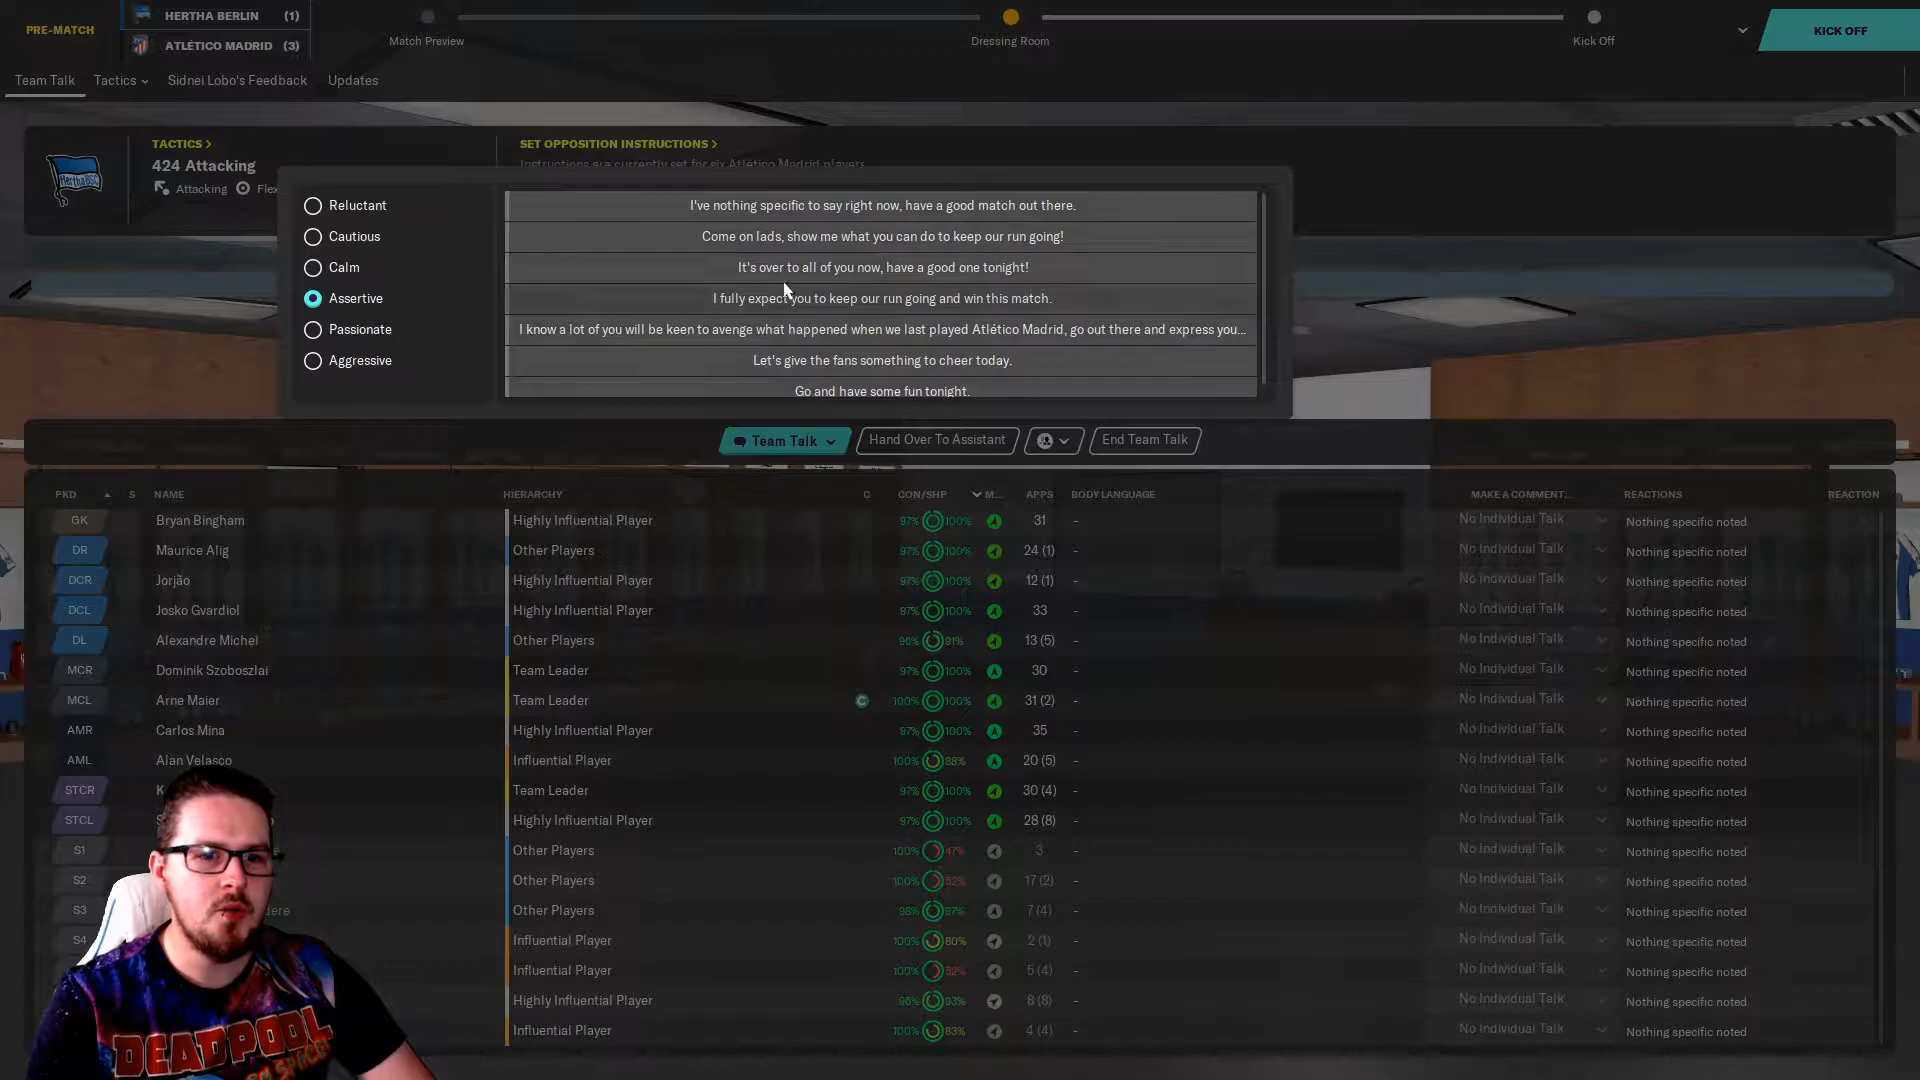 PRE-MATCH
HERTHA BERLIN (1)
ATLÉTICO MADRID (3)
Match Preview
Dressing Room
Kick Off
KICK OFF
Team Talk
Tactics
Sidnei Lobo's Feedback
Updates
TACTICS >
424 Attacking
Attacking
Flex
SET OPPOSITION INSTRUCTIONS >
Instructions are currently set for six Atlético Madrid players
Reluctant
Cautious
Calm
Assertive
Passionate
Aggressive
I've nothing specific to say right now, have a good match out there.
Come on lads, show me what you can do to keep our run going!
It's over to all of you now, have a good one tonight!
I fully expect you to keep our run going and win this match.
I know a lot of you will be keen to avenge what happened when we last played Atlético Madrid, go out there and express you...
Let's give the fans something to cheer today.
Go and have some fun tonight.
Team Talk
Hand Over To Assistant
End Team Talk
PKD S NAME HIERARCHY C CON/SHP M... APPS BODY LANGUAGE MAKE A COMMENT... REACTIONS REACTION
GK Bryan Bingham Highly Influential Player 97% 100% 31 - No Individual Talk Nothing specific noted
DR Maurice Alig Other Players 97% 100% 24 (1) - No Individual Talk Nothing specific noted
DCR Jorjão Highly Influential Player 97% 100% 12 (1) - No Individual Talk Nothing specific noted
DCL Josko Gvardiol Highly Influential Player 97% 100% 33 - No Individual Talk Nothing specific noted
DL Alexandre Michel Other Players 96% 91% 13 (5) - No Individual Talk Nothing specific noted
MCR Dominik Szoboszlai Team Leader 97% 100% 30 - No Individual Talk Nothing specific noted
MCL Arne Maier Team Leader C 100% 100% 31 (2) - No Individual Talk Nothing specific noted
AMR Carlos Mina Highly Influential Player 97% 100% 35 - No Individual Talk Nothing specific noted
AML Alan Velasco Influential Player 100% 88% 20 (5) - No Individual Talk Nothing specific noted
STCR K Team Leader 97% 100% 30 (4) - No Individual Talk Nothing specific noted
STCL Highly Influential Player 97% 100% 28 (8) - No Individual Talk Nothing specific noted
S1 Other Players 100% 47% 3 - No Individual Talk Nothing specific noted
S2 Other Players 100% 52% 17 (2) - No Individual Talk Nothing specific noted
S3 dere Other Players 98% 97% 7 (4) - No Individual Talk Nothing specific noted
S4 Influential Player 100% 80% 2 (1) - No Individual Talk Nothing specific noted
Influential Player 100% 5 (4) - No Individual Talk Nothing specific noted
Highly Influential Player 96% 93% 8 (8) - No Individual Talk Nothing specific noted
Influential Player 100% 83% 4 (4) - No Individual Talk Nothing specific noted
DEADPOOL